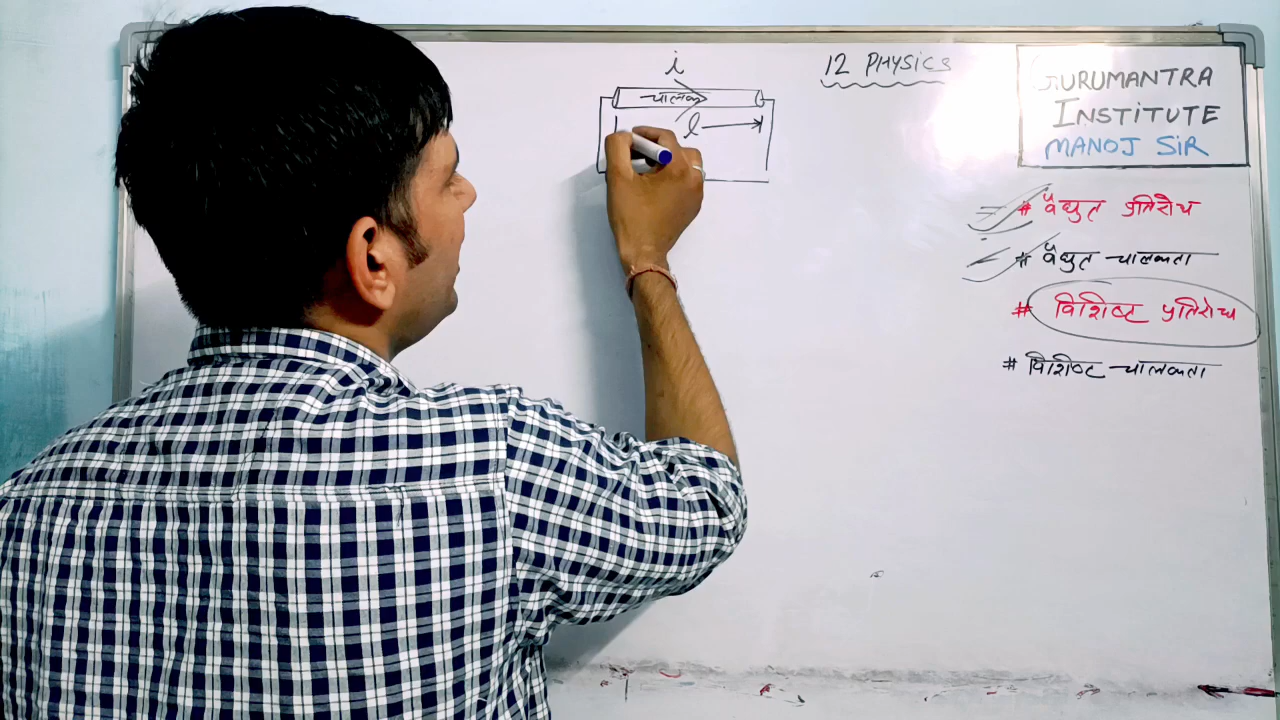 i
चालक
l
12 PHYSICS
GURUMANTRA
INSTITUTE
MANOJ SIR
# वैद्युत प्रतिरोध
# वैद्युत चालकता
# विशिष्ट प्रतिरोध
# विशिष्ट चालकता